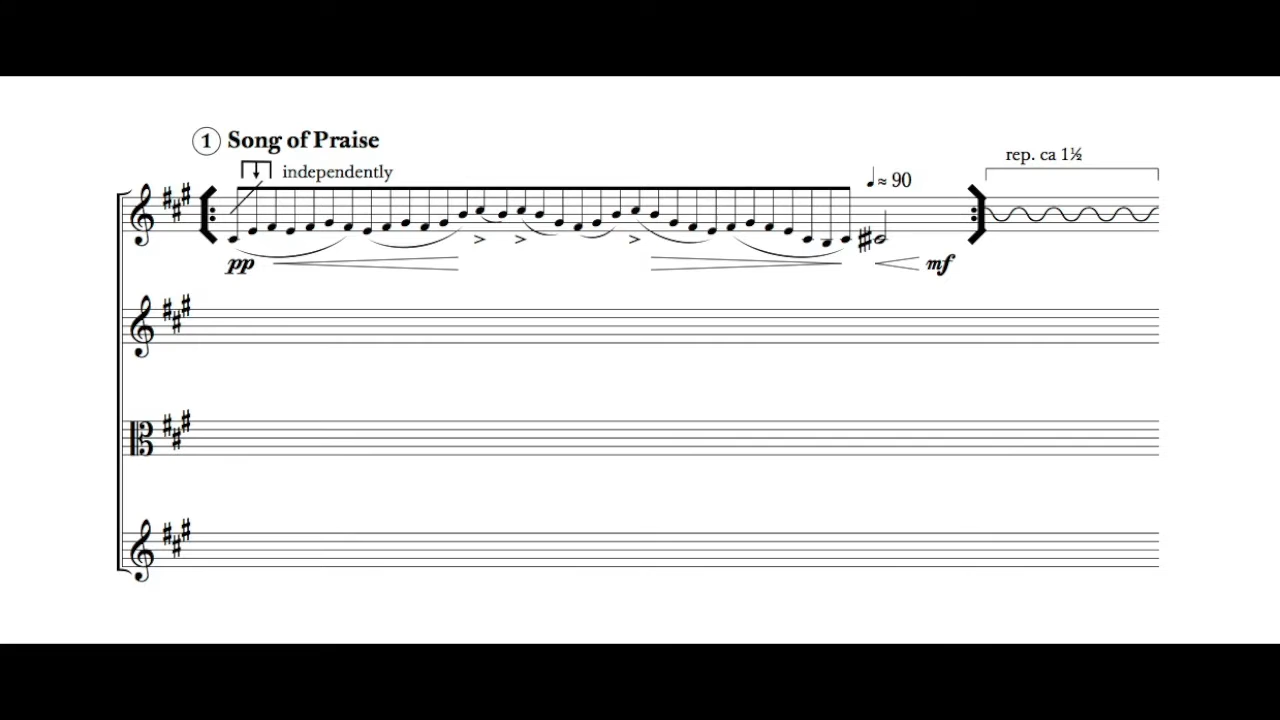 1 Song of Praise
independently
rep. ca 1½
≈ 90
pp
mf